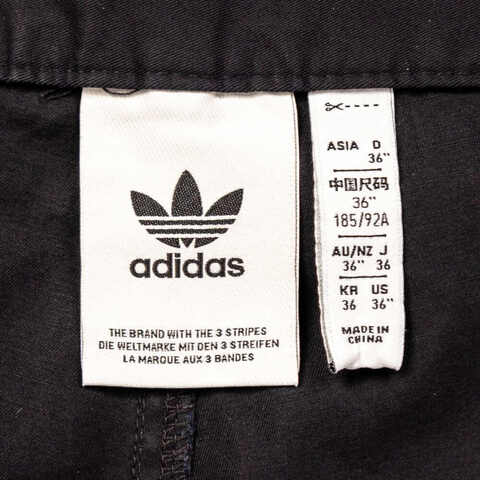 adidas
THE BRAND WITH THE 3 STRIPES
DIE WELTMARKE MIT DEN 3 STREIFEN
LA MARQUE AUX 3 BANDES
ASIA D
36"
中国尺码
36"
185/92A
AU/NZ J
36" 36
KR US
36 36"
MADE IN
CHINA